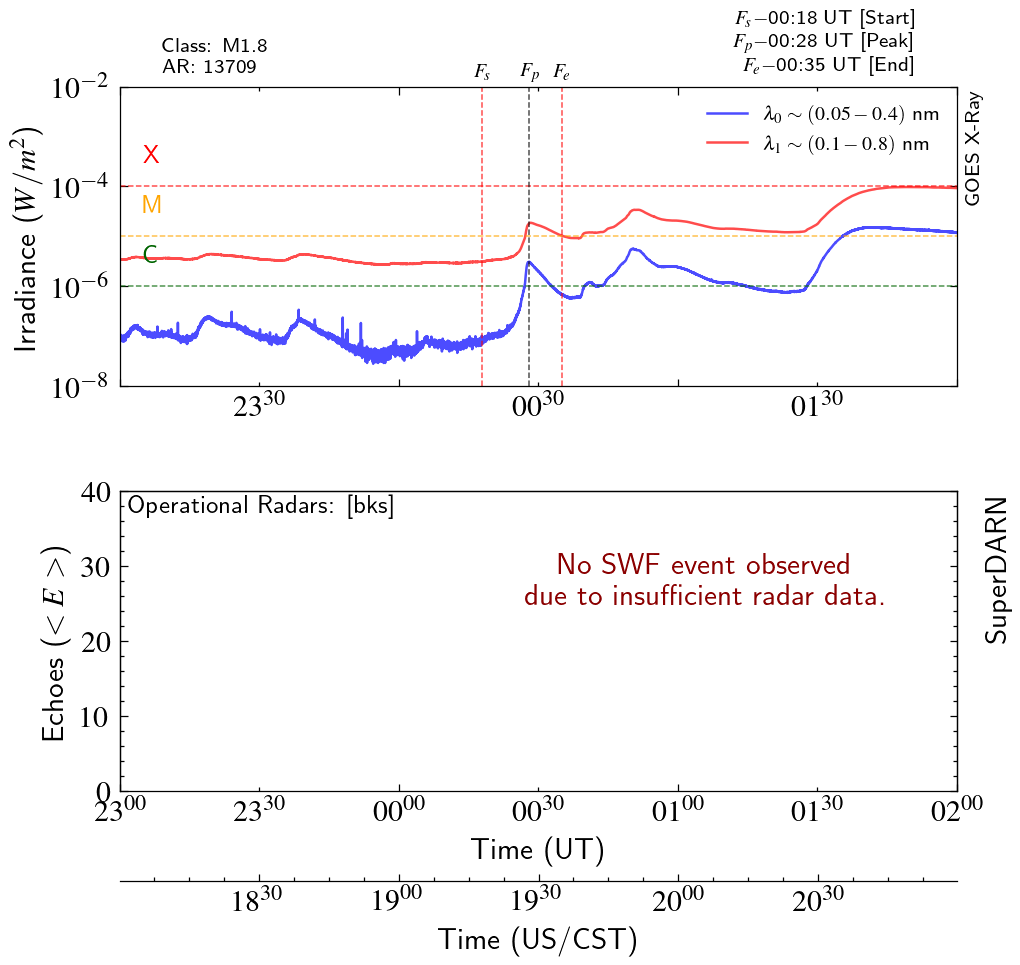 Class: M1.8
AR: 13709
F_s−00:18 UT [Start]
F_p−00:28 UT [Peak]
F_e−00:35 UT [End]
F_s F_p F_e
λ_0 ∼ (0.05 − 0.4) nm
λ_1 ∼ (0.1 − 0.8) nm
X
M
C
10^−2
10^−4
10^−6
10^−8
Irradiance (W/m^2)
GOES X-Ray
23^30 00^30 01^30
Operational Radars: [bks]
No SWF event observed
due to insufficient radar data.
40
30
20
10
0
Echoes (< E >)
SuperDARN
23^00 23^30 00^00 00^30 01^00 01^30 02^00
Time (UT)
18^30 19^00 19^30 20^00 20^30
Time (US/CST)